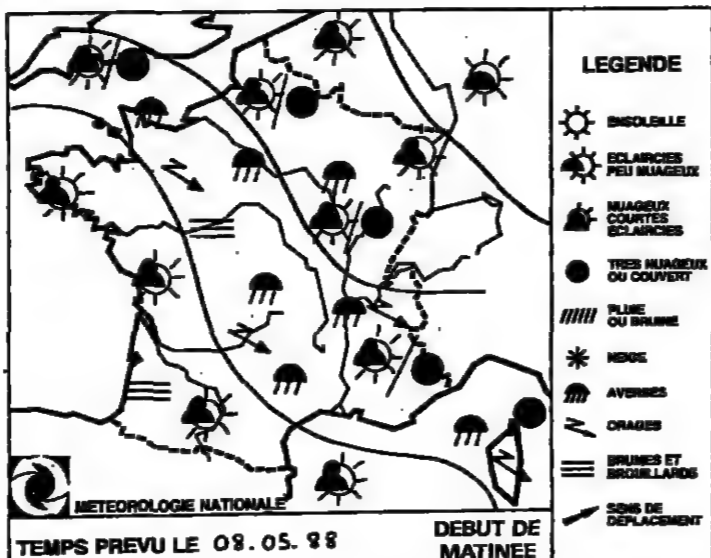 LEGENDE
ENSOLEILLE
ECLAIRCIES
PEU NUAGEUX
NUAGEUX
COURTES
ECLAIRCIES
TRES NUAGEUX
OU COUVERT
PLUIE
OU BRUINE
NEIGE
AVERSES
ORAGES
BRUMES ET
BROUILLARDS
SENS DE
DEPLACEMENT
METEOROLOGIE NATIONALE
TEMPS PREVU LE 08.05.88
DEBUT DE
MATINEE